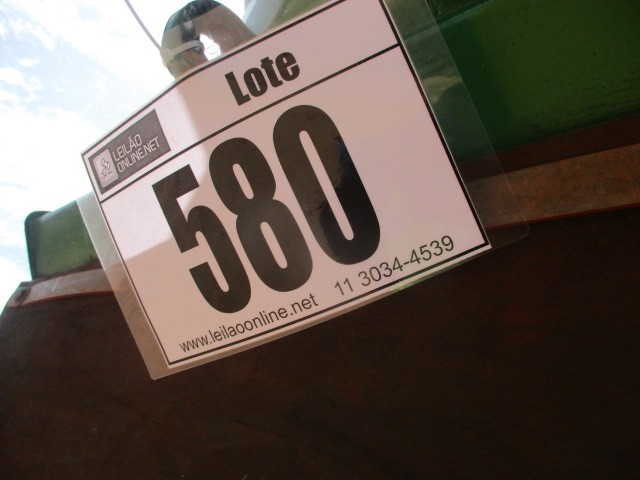 Lote
LEILÃO
ONLINE.NET
580
www.leilaoonline.net 11 3034-4539